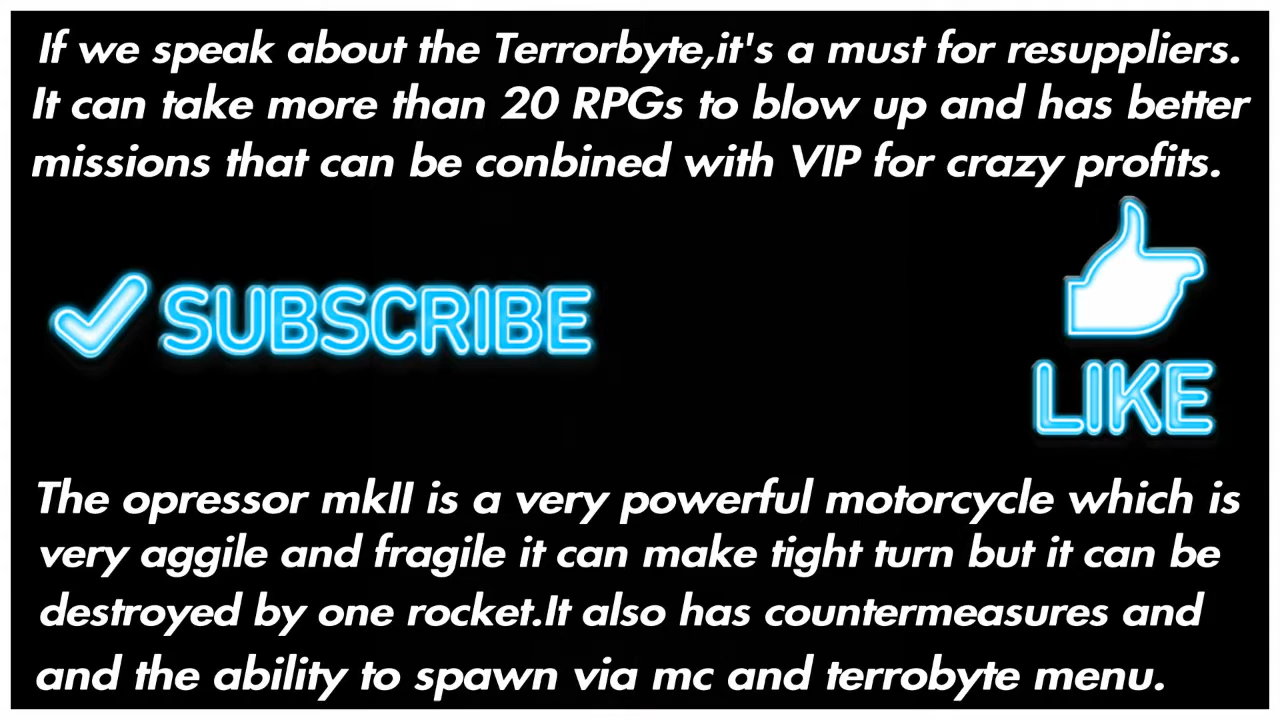 If we speak about the Terrorbyte,it's a must for resuppliers.
It can take more than 20 RPGs to blow up and has better
missions that can be conbined with VIP for crazy profits.
SUBSCRIBE
LIKE
The opressor mkII is a very powerful motorcycle which is
very aggile and fragile it can make tight turn but it can be
destroyed by one rocket.It also has countermeasures and
and the ability to spawn via mc and terrobyte menu.